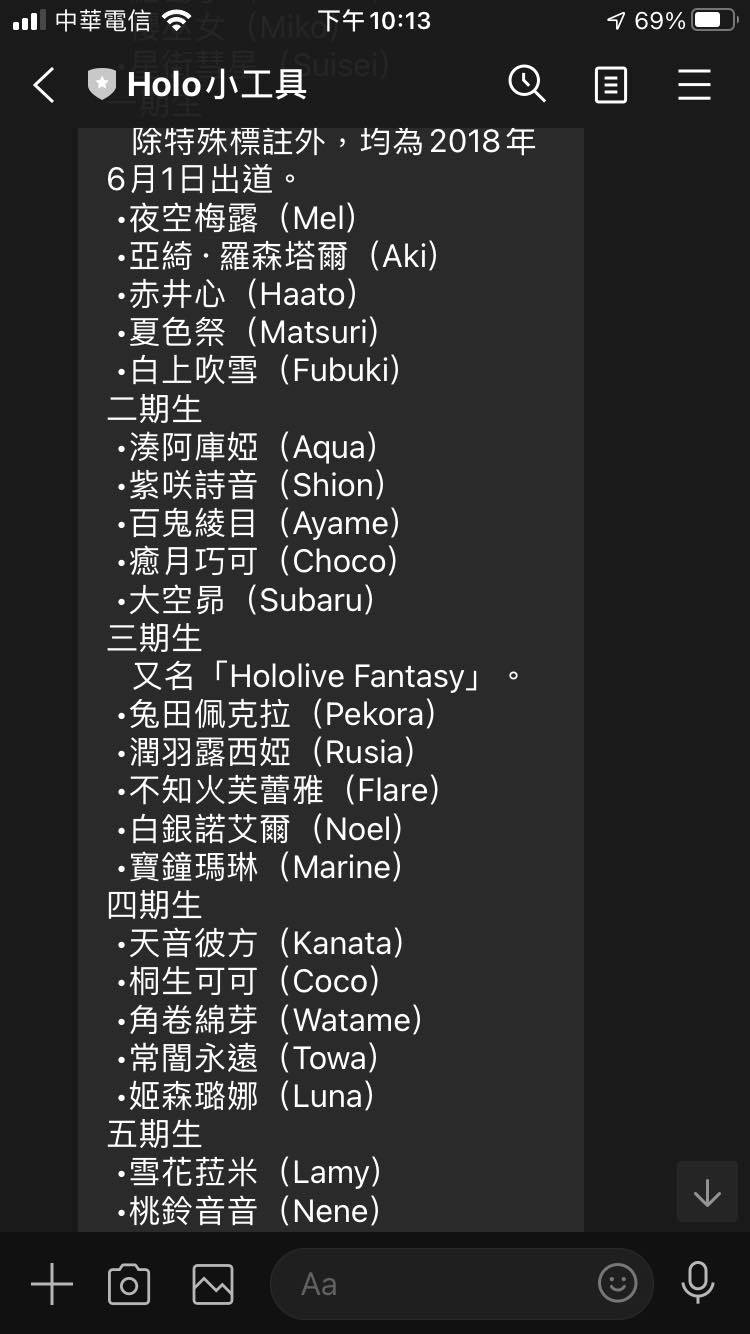 中華電信 下午10:13 69%
巫女（Miko）
星街彗星（Suisei）
Holo小工具
一期生
除特殊標註外，均為2018年
6月1日出道。
•夜空梅露（Mel）
•亞綺·羅森塔爾（Aki）
•赤井心（Haato）
•夏色祭（Matsuri）
•白上吹雪（Fubuki）
二期生
•湊阿庫婭（Aqua）
•紫咲詩音（Shion）
•百鬼綾目（Ayame）
•癒月巧可（Choco）
•大空昴（Subaru）
三期生
又名「Hololive Fantasy」。
•兔田佩克拉（Pekora）
•潤羽露西婭（Rusia）
•不知火芙蕾雅（Flare）
•白銀諾艾爾（Noel）
•寶鐘瑪琳（Marine）
四期生
•天音彼方（Kanata）
•桐生可可（Coco）
•角卷綿芽（Watame）
•常闇永遠（Towa）
•姬森璐娜（Luna）
五期生
•雪花菈米（Lamy）
•桃鈴音音（Nene）
Aa